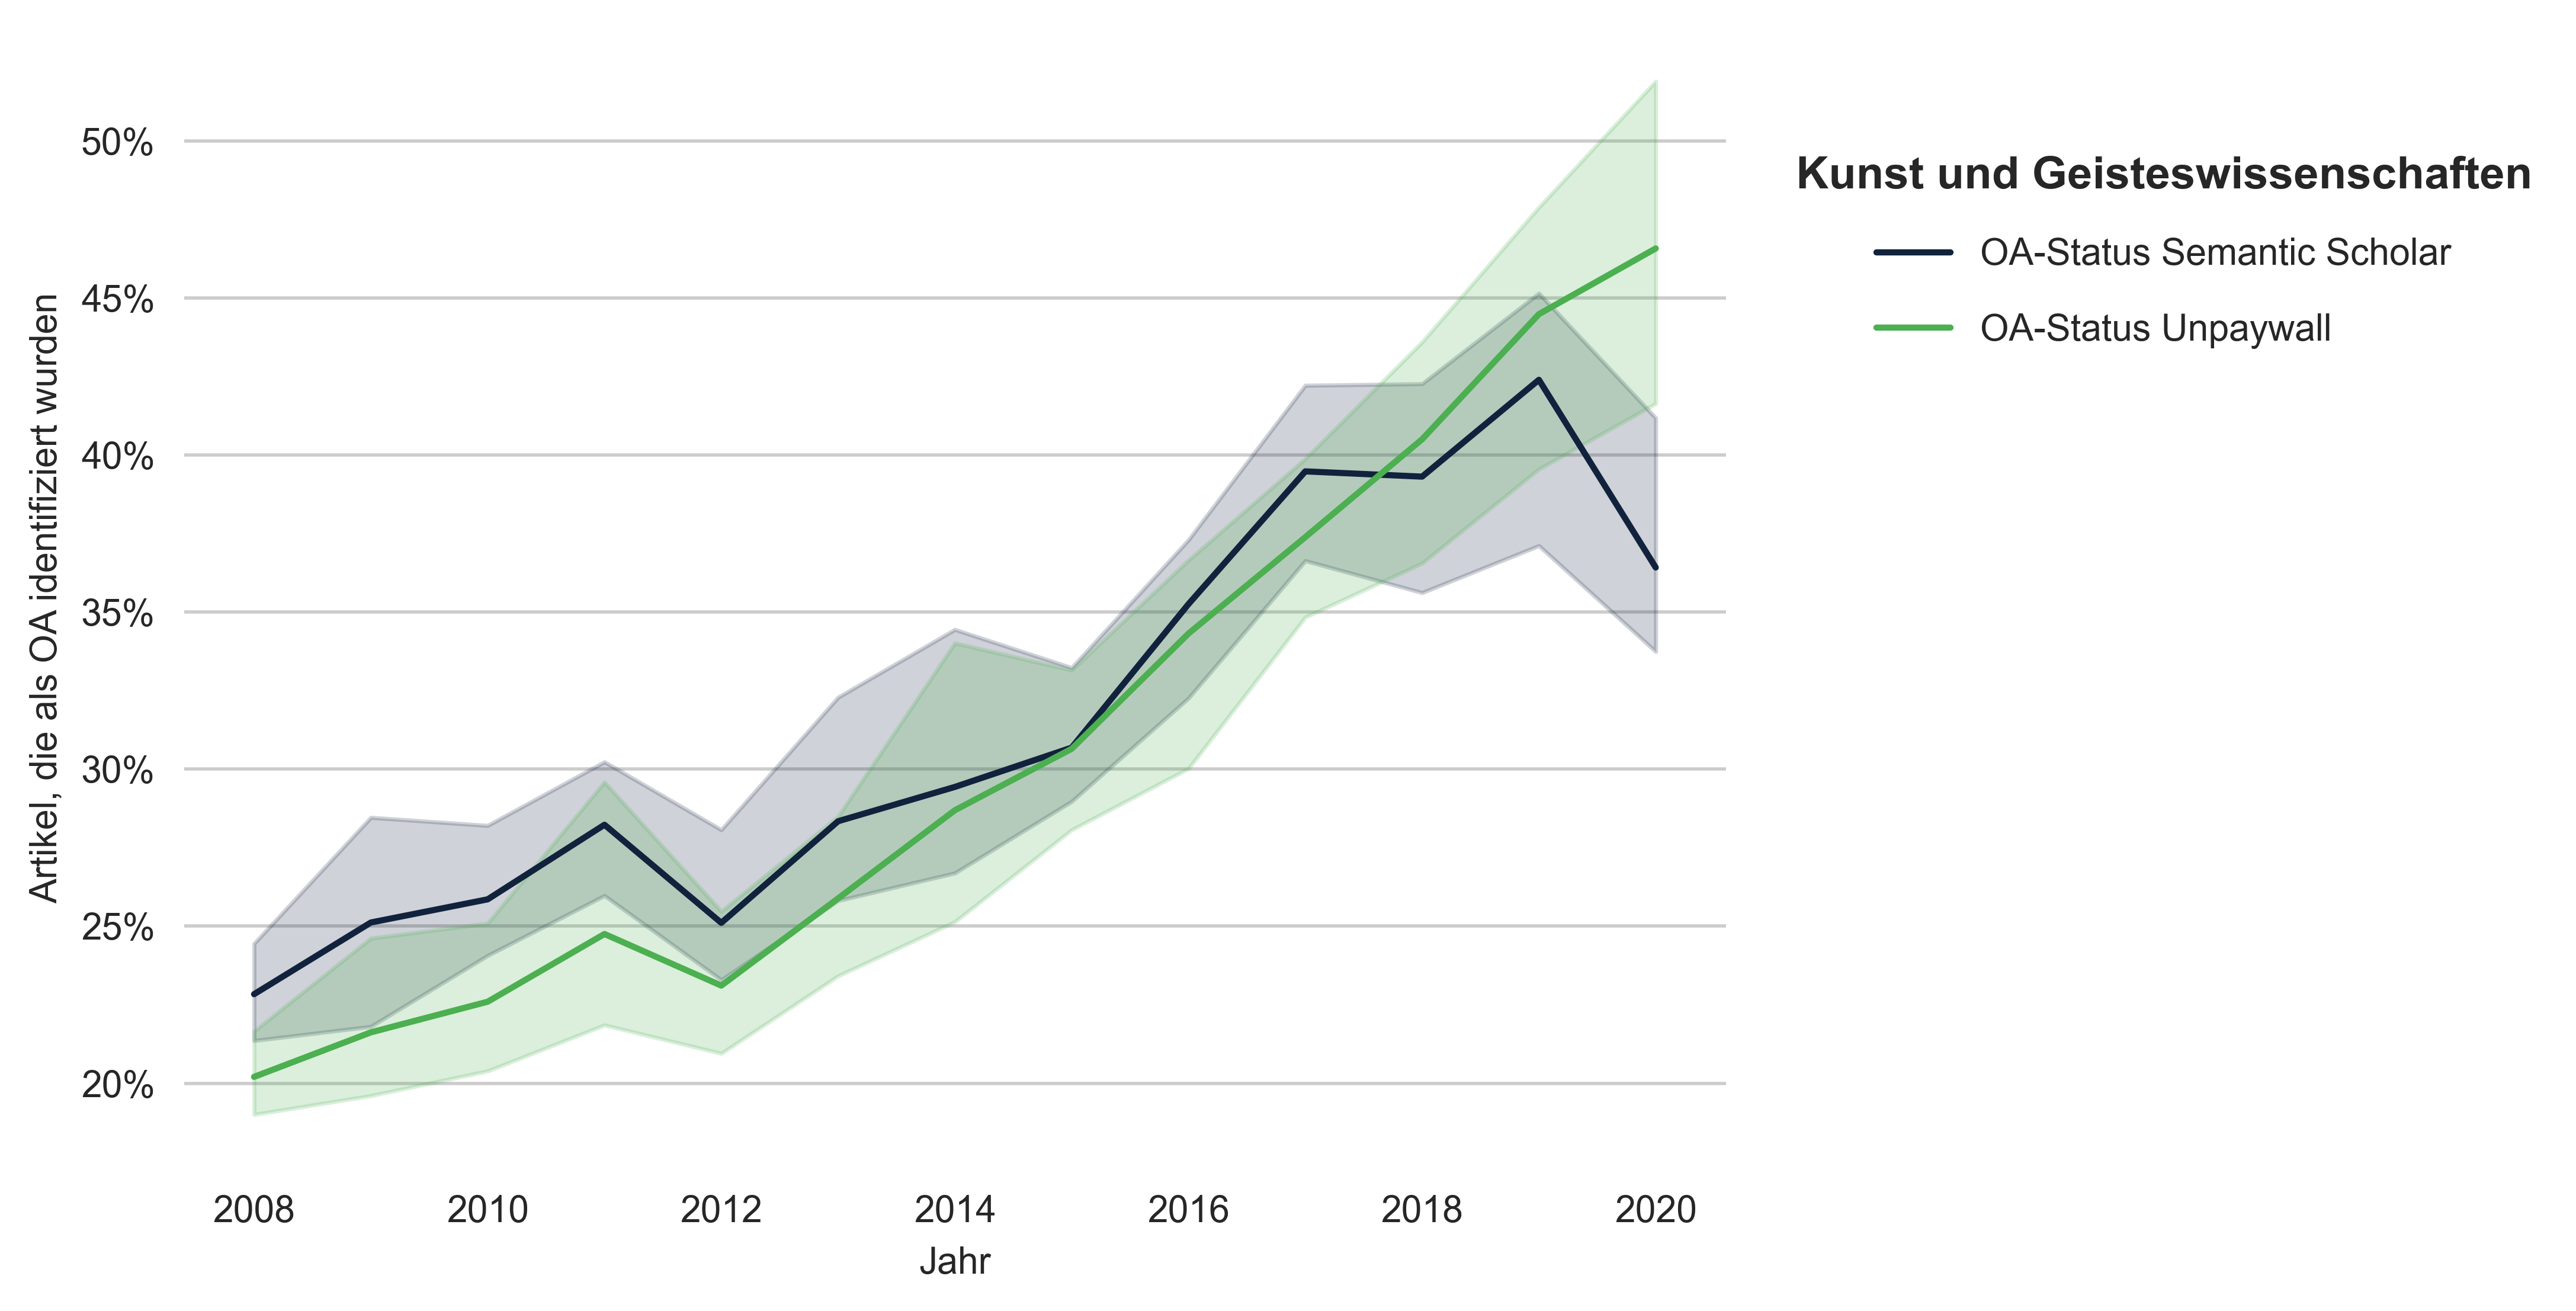 Artikel, die als OA identifiziert wurden
50%
45%
40%
35%
30%
25%
20%
2008 2010 2012 2014 2016 2018 2020
Jahr
Kunst und Geisteswissenschaften
OA-Status Semantic Scholar
OA-Status Unpaywall